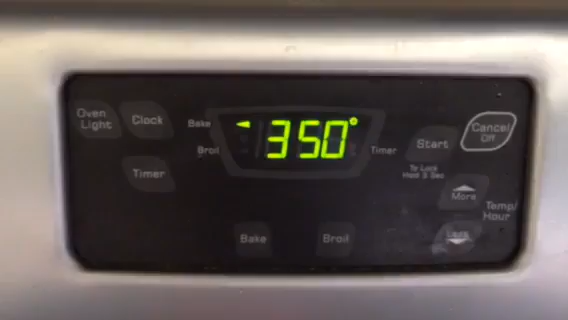 Oven
Light
Clock
Timer
Bake
Broil
350°
Timer
Start
To Lock
Hold 3 Sec
Cancel
Off
More
Temp/
Hour
Less
Bake
Broil